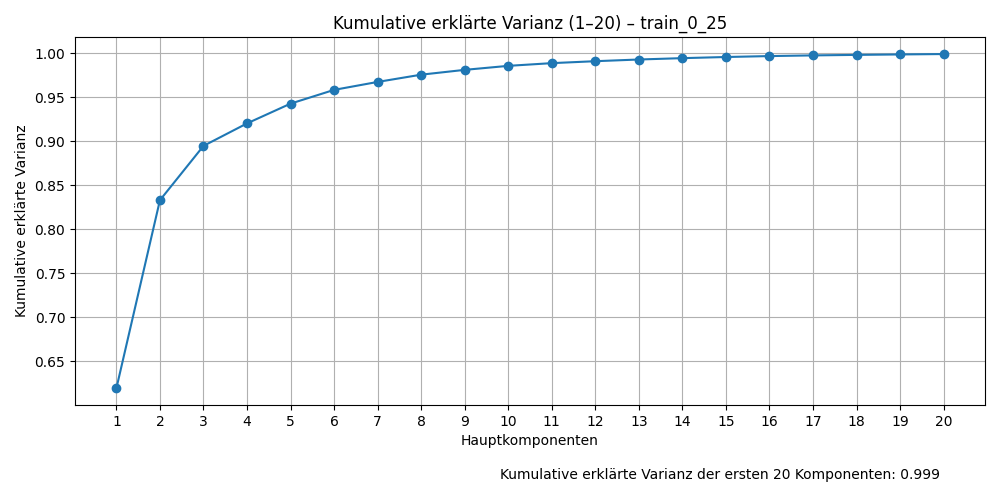 Kumulative erklärte Varianz (1–20) – train_0_25
1.00
0.95
0.90
0.85
0.80
0.75
0.70
0.65
Kumulative erklärte Varianz
1 2 3 4 5 6 7 8 9 10 11 12 13 14 15 16 17 18 19 20
Hauptkomponenten
Kumulative erklärte Varianz der ersten 20 Komponenten: 0.999